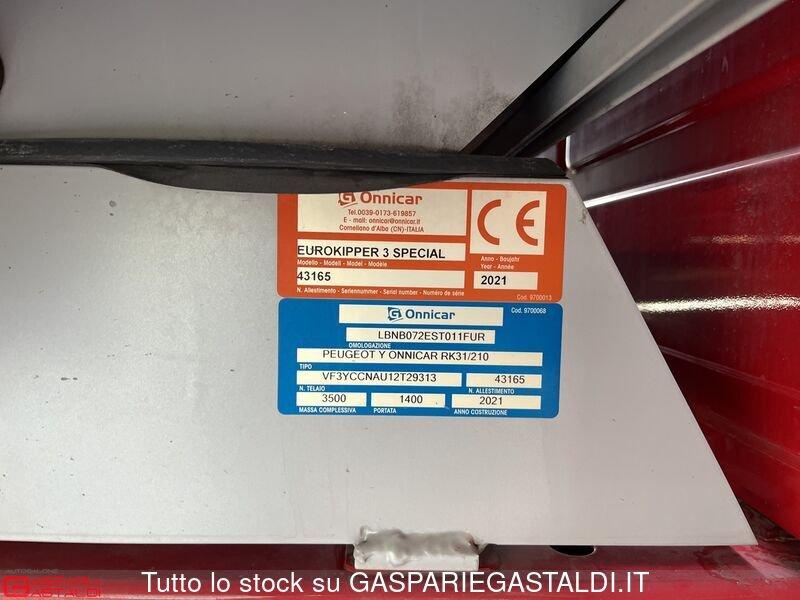 Onnicar
Tel.0039-0173-619857
E - mail: onnicar@onnicar.it
Corneliano d'Alba (CN)-ITALIA
CE
EUROKIPPER 3 SPECIAL
Modello - Modell - Model - Modèle
Anno - Baujahr
Year - Année
43165
2021
N. Allestimento - Seriennummer - Serial number - Numéro de série
Cod. 9700013
Onnicar
Cod. 9700068
LBNB072EST011FUR
OMOLOGAZIONE
PEUGEOT Y ONNICAR RK31/210
TIPO
VF3YCCNAU12T29313
43165
N. TELAIO
N. ALLESTIMENTO
3500
1400
2021
MASSA COMPLESSIVA
PORTATA
ANNO COSTRUZIONE
Tutto lo stock su GASPARIEGASTALDI.IT